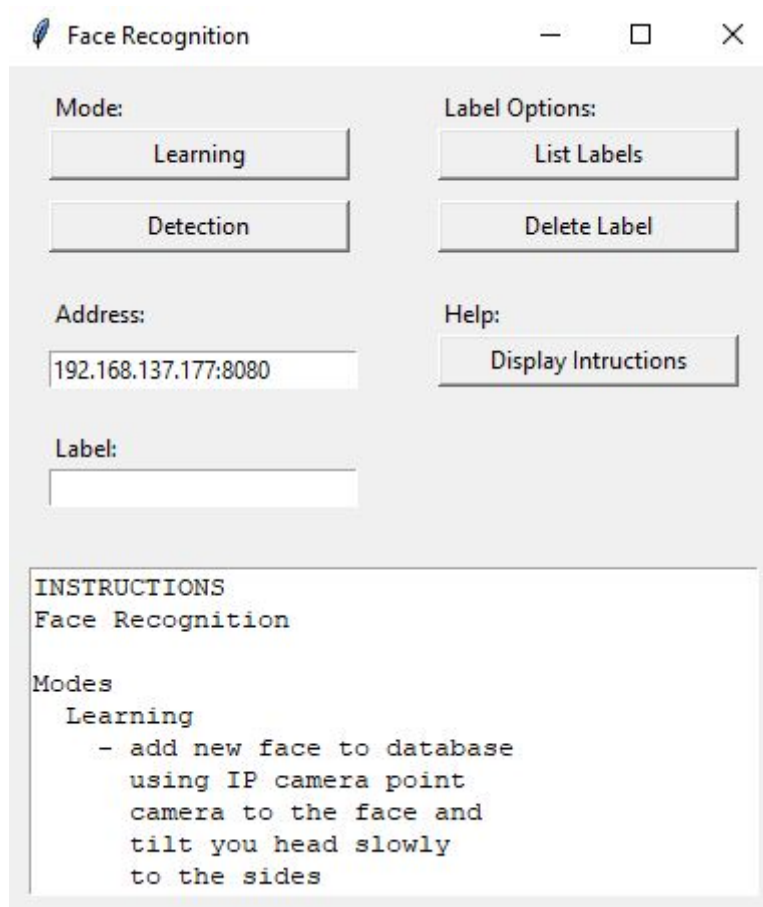 Face Recognition
Mode:
Learning
Detection
Label Options:
List Labels
Delete Label
Address:
192.168.137.177:8080
Help:
Display Intructions
Label:
INSTRUCTIONS
Face Recognition
Modes
Learning
- add new face to database
using IP camera point
camera to the face and
tilt you head slowly
to the sides